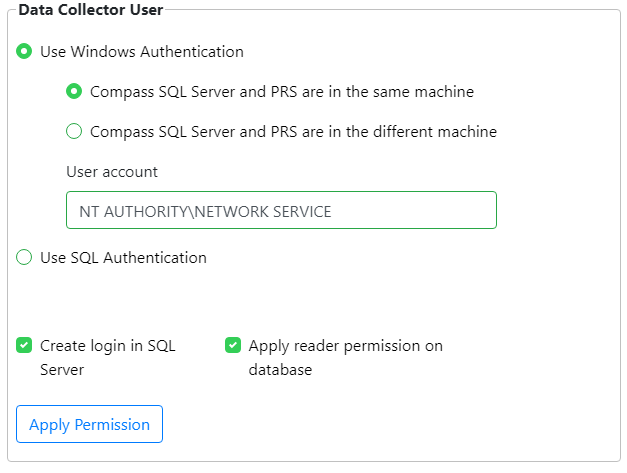 Data Collector User
Use Windows Authentication
Compass SQL Server and PRS are in the same machine
Compass SQL Server and PRS are in the different machine
User account
NT AUTHORITY\NETWORK SERVICE
Use SQL Authentication
Create login in SQL
Server
Apply reader permission on
database
Apply Permission